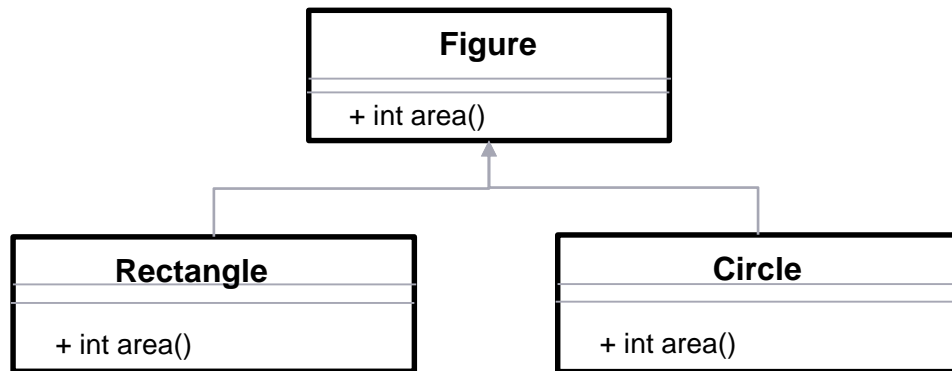 Figure
+ int area()
Rectangle
+ int area()
Circle
+ int area()